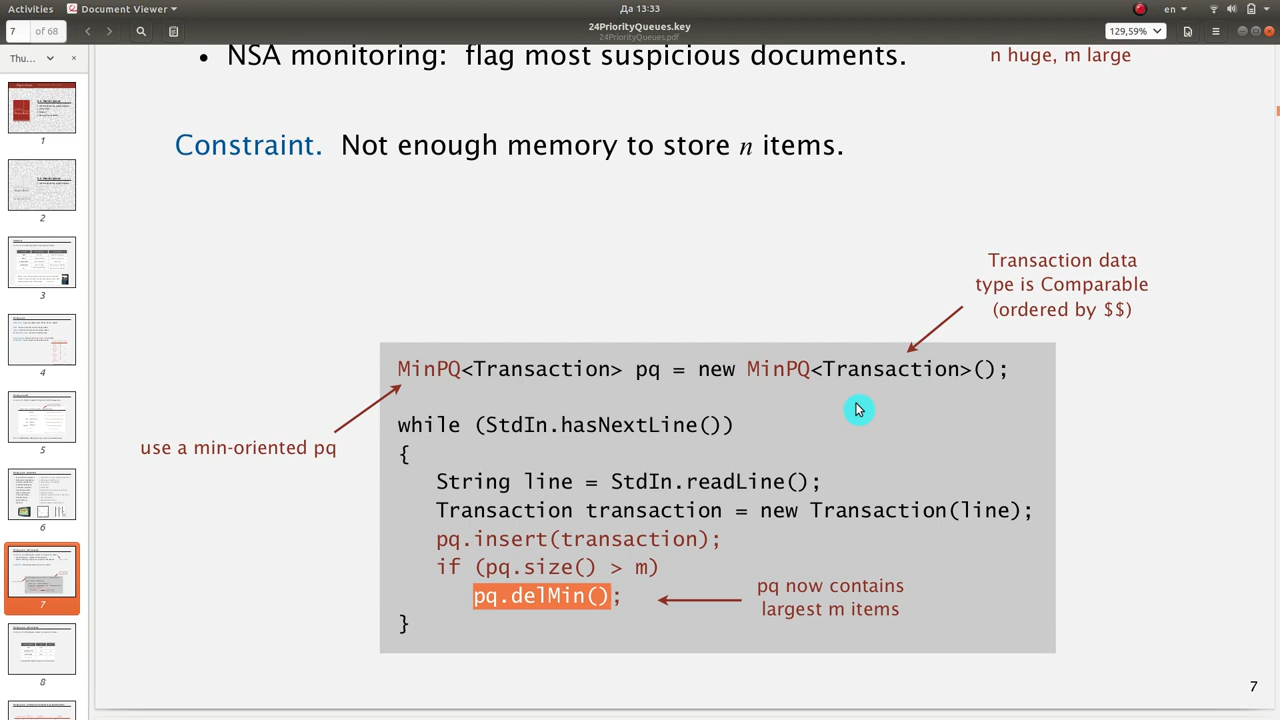 Activities Document Viewer Да 13:33 en
7 of 68 24PriorityQueues.key 129,59%
24PriorityQueues.pdf
Thu...
1
2
3
4
5
6
7
8
• NSA monitoring: flag most suspicious documents.
n huge, m large
Constraint. Not enough memory to store n items.
Transaction data
type is Comparable
(ordered by $$)
MinPQ<Transaction> pq = new MinPQ<Transaction>();
use a min-oriented pq
while (StdIn.hasNextLine())
{
String line = StdIn.readLine();
Transaction transaction = new Transaction(line);
pq.insert(transaction);
if (pq.size() > m)
pq.delMin();
pq now contains
largest m items
}
7